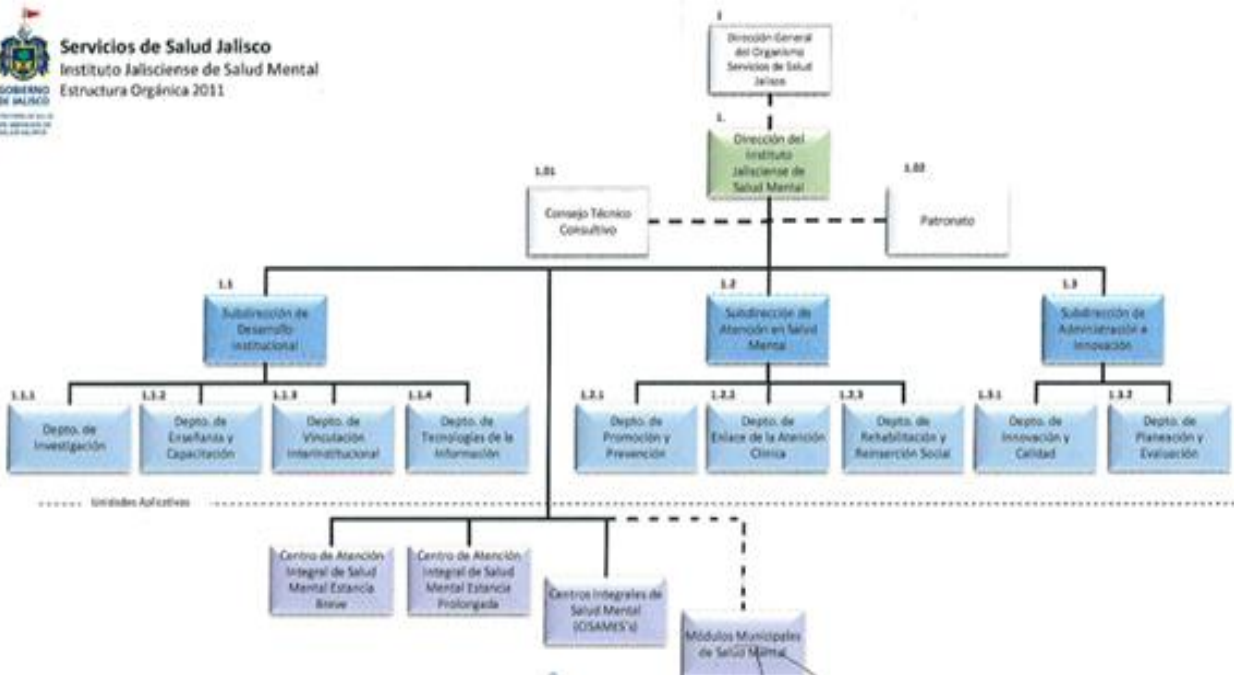 Servicios de Salud Jalisco
Instituto Jalisciense de Salud Mental
Estructura Orgánica 2011
GOBIERNO
DE JALISCO
Dirección General
del Organismo
Servicios de Salud
Jalisco
1.
Dirección del
Instituto
Jalisciense de
Salud Mental
1.01
Consejo Técnico
Consultivo
1.02
Patronato
1.1
Subdirección de
Desarrollo
Institucional
1.2
Subdirección de
Atención en Salud
Mental
1.3
Subdirección de
Administración e
Innovación
1.1.1
Depto. de
Investigación
1.1.2
Depto. de
Enseñanza y
Capacitación
1.1.3
Depto. de
Vinculación
Interinstitucional
1.1.4
Depto. de
Tecnologías de la
Información
1.2.1
Depto. de
Promoción y
Prevención
1.2.2
Depto. de
Enlace de la Atención
Clínica
1.2.3
Depto. de
Rehabilitación y
Reinserción Social
1.3.1
Depto. de
Innovación y
Calidad
1.3.2
Depto. de
Planeación y
Evaluación
Unidades Aplicativas
Centro de Atención
Integral de Salud
Mental Estancia
Breve
Centro de Atención
Integral de Salud
Mental Estancia
Prolongada
Centros Integrales de
Salud Mental
(CISAMES's)
Módulos Municipales
de Salud Mental